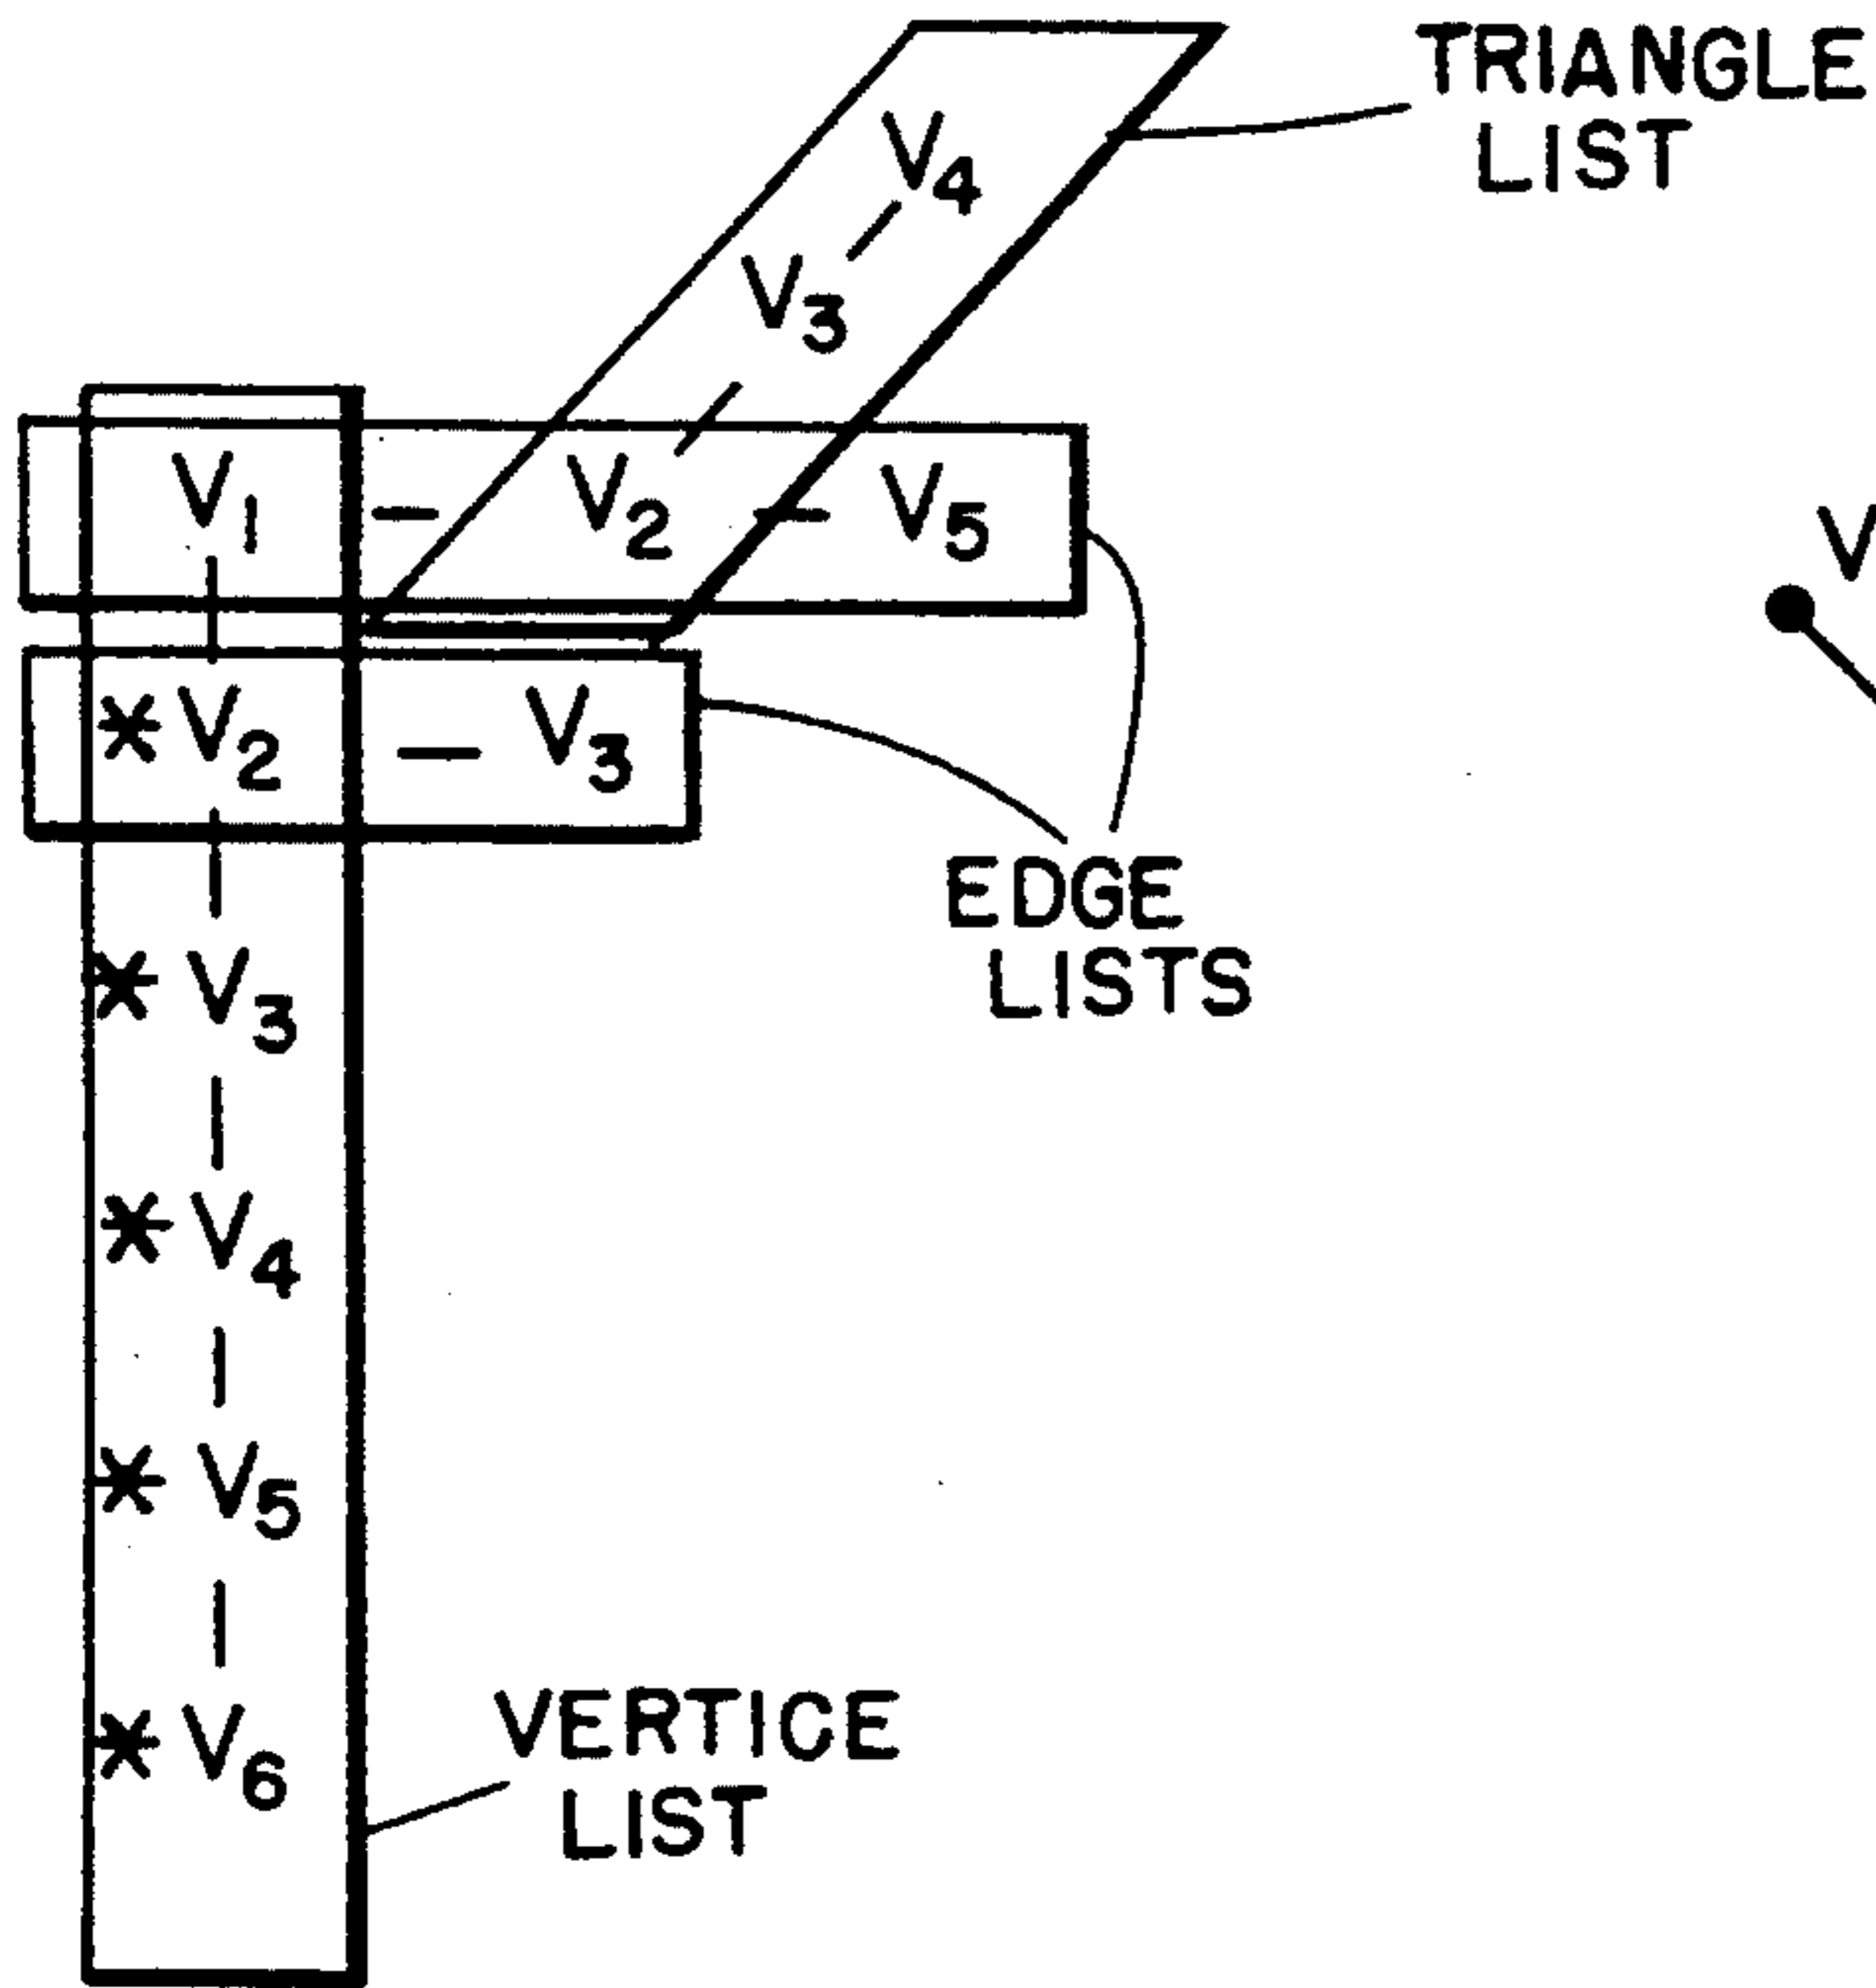 TRIANGLE
LIST
V4
V3
V1 - V2 - V5
V
* V2 - V3
EDGE
LISTS
* V3
* V4
* V5
* V6
VERTICE
LIST